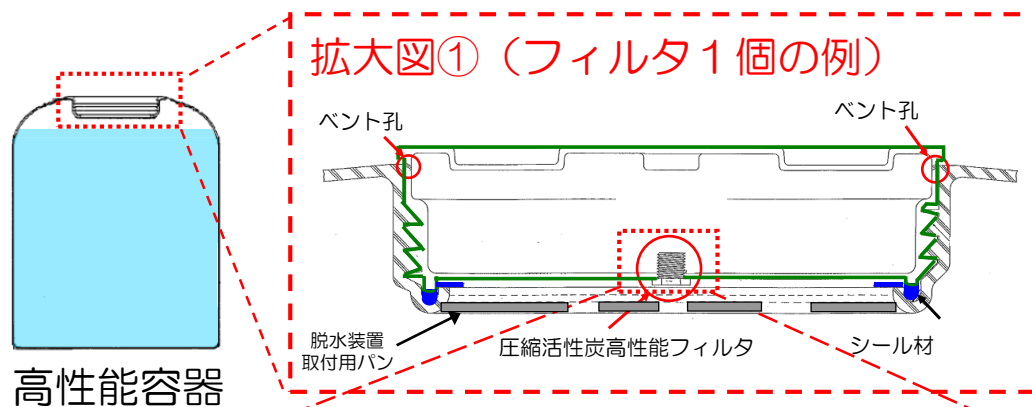 拡大図①（フィルタ１個の例）
ベント孔
ベント孔
脱水装置
取付用パン
圧縮活性炭高性能フィルタ
シール材
高性能容器